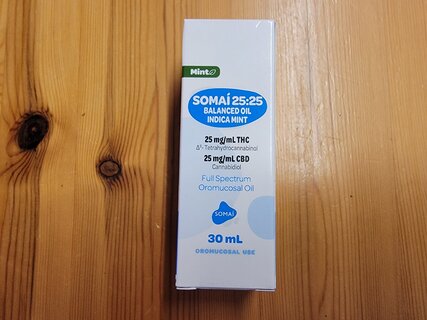 Mint
SOMAÍ 25:25
BALANCED OIL
INDICA MINT
25 mg/mL THC
Δ⁹-Tetrahydrocannabinol
25 mg/mL CBD
Cannabidiol
Full Spectrum
Oromucosal Oil
SOMAÍ
30 mL
OROMUCOSAL USE